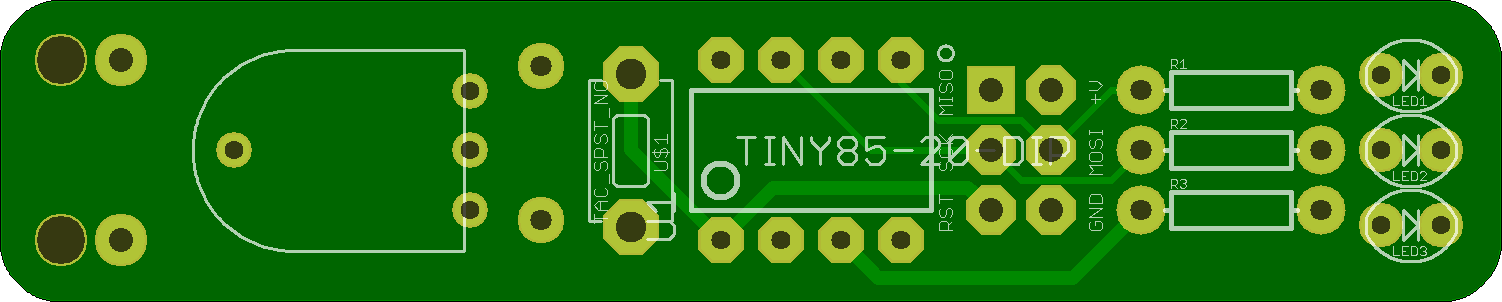 TAC_SPST_NO
U$1
TINY85-20-DIP
MISO
SCK
RST
+V
MOSI
GND
R1
R2
R3
LED1
LED2
LED3